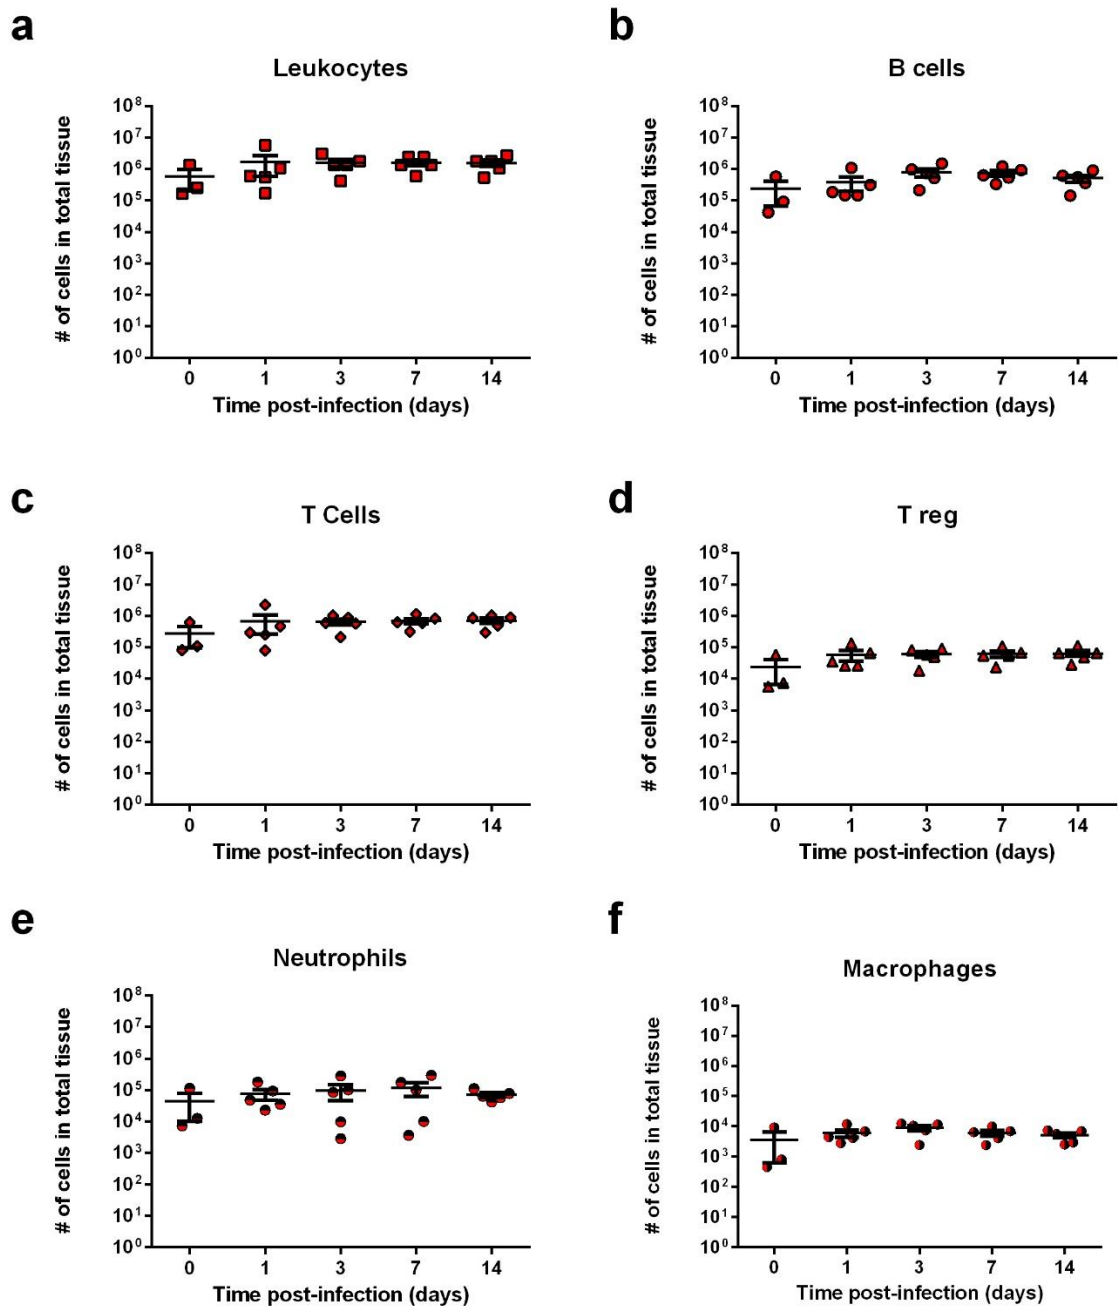 a
Leukocytes
# of cells in total tissue
10⁸
10⁷
10⁶
10⁵
10⁴
10³
10²
10¹
10⁰
0 1 3 7 14
Time post-infection (days)
b
B cells
# of cells in total tissue
10⁸
10⁷
10⁶
10⁵
10⁴
10³
10²
10¹
10⁰
0 1 3 7 14
Time post-infection (days)
c
T Cells
# of cells in total tissue
10⁸
10⁷
10⁶
10⁵
10⁴
10³
10²
10¹
10⁰
0 1 3 7 14
Time post-infection (days)
d
T reg
# of cells in total tissue
10⁸
10⁷
10⁶
10⁵
10⁴
10³
10²
10¹
10⁰
0 1 3 7 14
Time post-infection (days)
e
Neutrophils
# of cells in total tissue
10⁸
10⁷
10⁶
10⁵
10⁴
10³
10²
10¹
10⁰
0 1 3 7 14
Time post-infection (days)
f
Macrophages
# of cells in total tissue
10⁸
10⁷
10⁶
10⁵
10⁴
10³
10²
10¹
10⁰
0 1 3 7 14
Time post-infection (days)